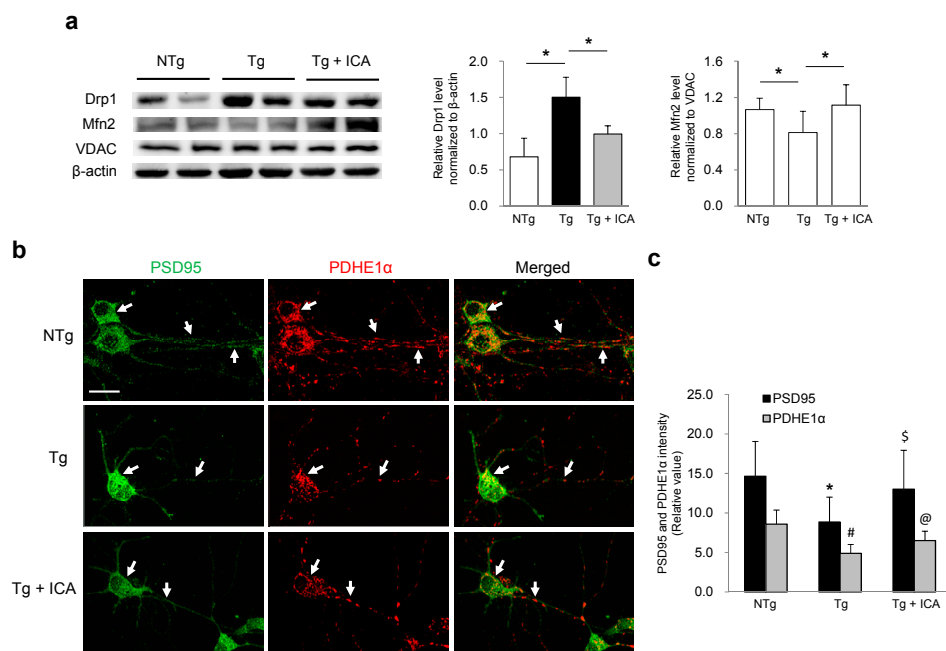 a
NTg Tg Tg + ICA
Drp1
Mfn2
VDAC
β-actin
Relative Drp1 level
normalized to β-actin
2.0
1.5
1.0
0.5
0.0
* *
NTg Tg Tg + ICA
Relative Mfn2 level
normalized to VDAC
1.6
1.2
0.8
0.4
0.0
* *
NTg Tg Tg + ICA
b
PSD95 PDHE1α Merged
NTg
Tg
Tg + ICA
c
PSD95 and PDHE1α intensity
(Relative value)
25.0
20.0
15.0
10.0
5.0
0.0
PSD95
PDHE1α
* # $ @
NTg Tg Tg + ICA